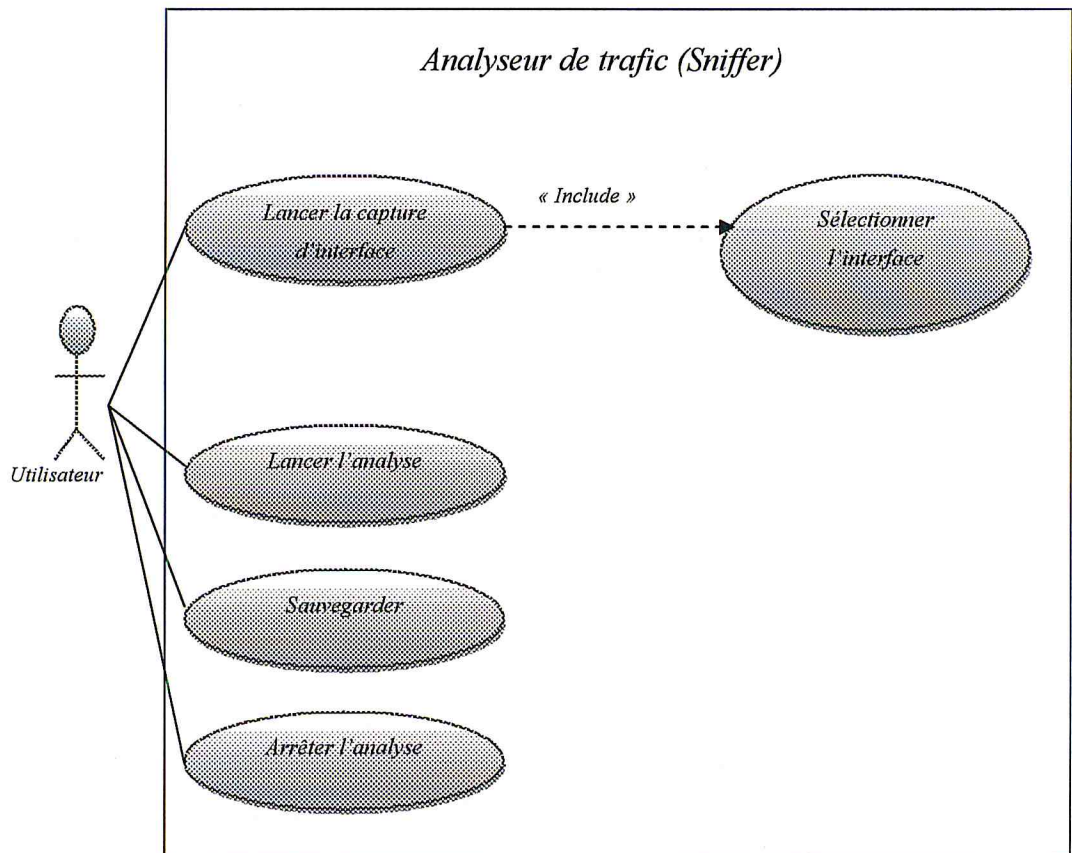 Analyseur de trafic (Sniffer)
Lancer la capture
d'interface
« Include »
Sélectionner
l'interface
Utilisateur
Lancer l'analyse
Sauvegarder
Arrêter l'analyse